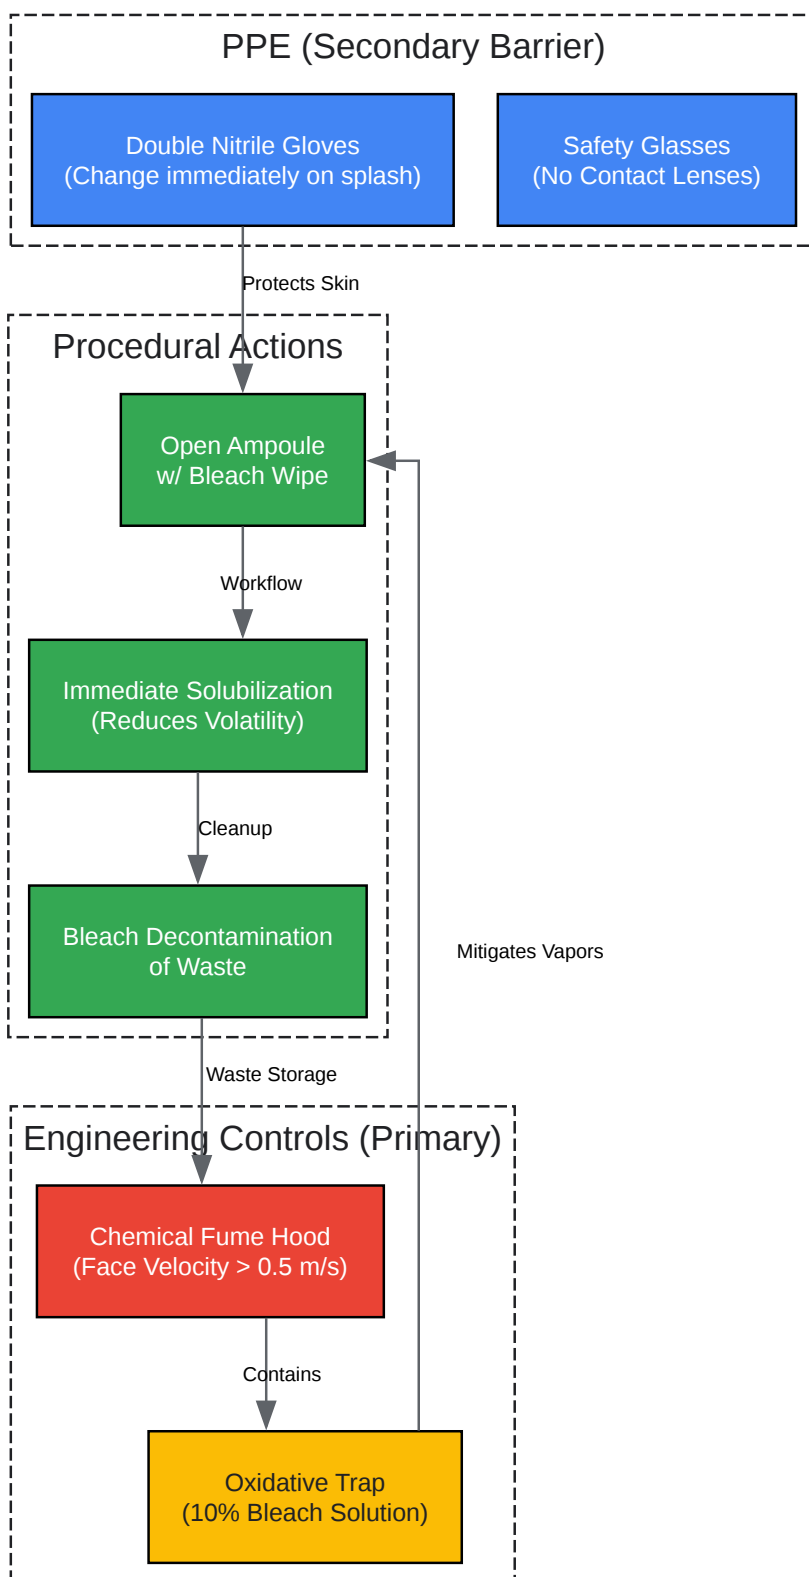 PPE (Secondary Barrier)
Double Nitrile Gloves
(Change immediately on splash)
Safety Glasses
(No Contact Lenses)
Protects Skin
Procedural Actions
Open Ampoule
w/ Bleach Wipe
Workflow
Immediate Solubilization
(Reduces Volatility)
Cleanup
Bleach Decontamination
of Waste
Mitigates Vapors
Waste Storage
Engineering Controls (Primary)
Chemical Fume Hood
(Face Velocity > 0.5 m/s)
Contains
Oxidative Trap
(10% Bleach Solution)